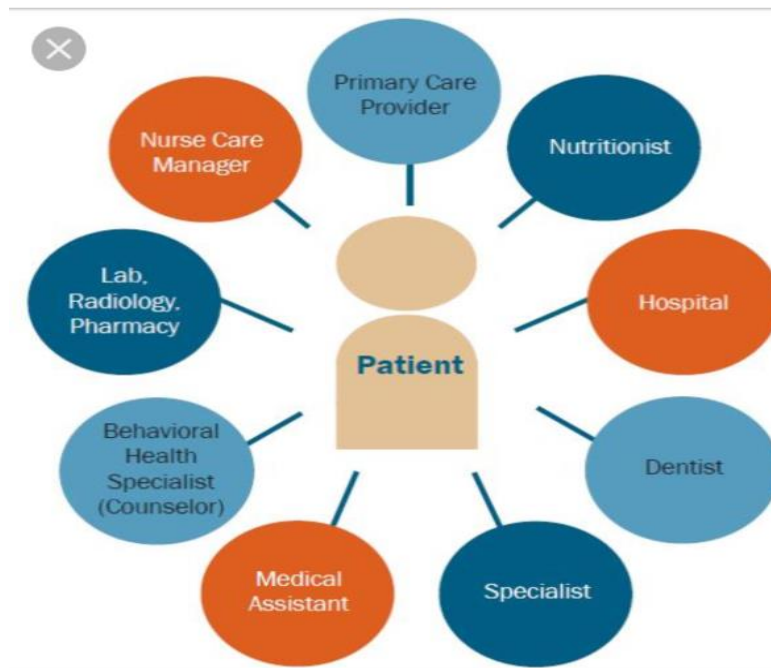 Primary Care
Provider
Nutritionist
Hospital
Dentist
Specialist
Medical
Assistant
Behavioral
Health
Specialist
(Counselor)
Lab,
Radiology,
Pharmacy
Nurse Care
Manager
Patient